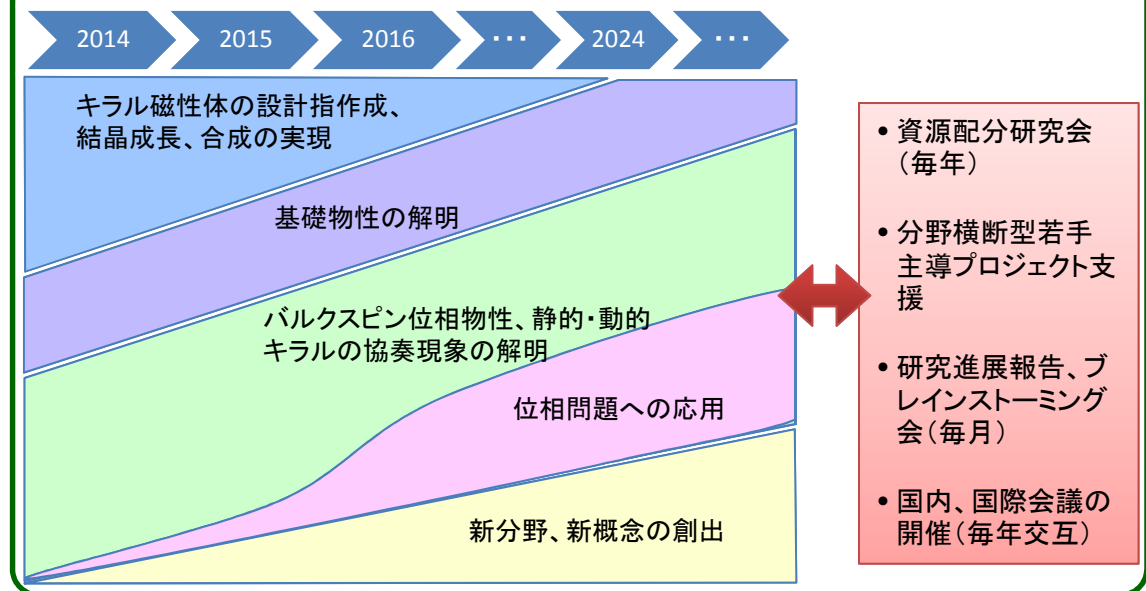 2014
2015
2016
・・・
2024
・・・
キラル磁性体の設計指作成、
結晶成長、合成の実現
基礎物性の解明
バルクスピン位相物性、静的・動的
キラルの協奏現象の解明
位相問題への応用
新分野、新概念の創出
• 資源配分研究会
(毎年)
• 分野横断型若手
主導プロジェクト支
援
• 研究進展報告、ブ
レインストーミング
会(毎月)
• 国内、国際会議の
開催(毎年交互)